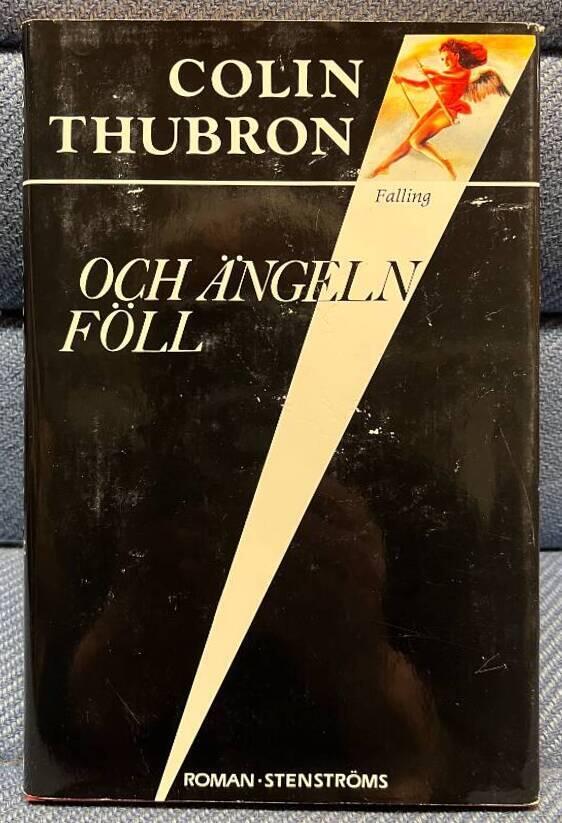 COLIN
THUBRON
Falling
OCH ÄNGELN
FÖLL
ROMAN·STENSTRÖMS